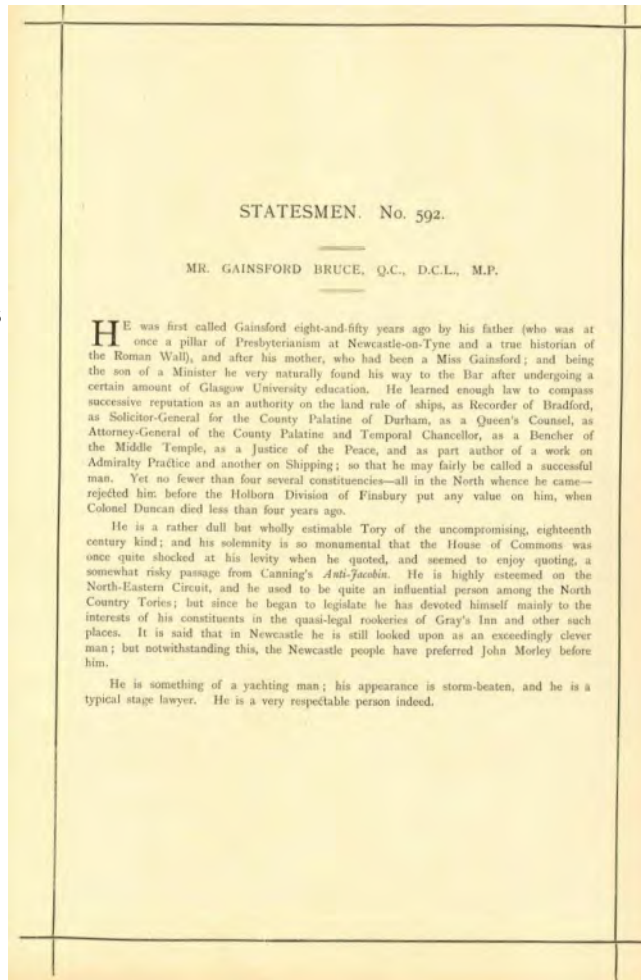 STATESMEN. No. 592.
MR. GAINSFORD BRUCE, Q.C., D.C.L., M.P.
HE was first called Gainsford eight-and-fifty years ago by his father (who was at
once a pillar of Presbyterianism at Newcastle-on-Tyne and a true historian of
the Roman Wall), and after his mother, who had been a Miss Gainsford; and being
the son of a Minister he very naturally found his way to the Bar after undergoing a
certain amount of Glasgow University education. He learned enough law to compass
successive reputation as an authority on the land rule of ships, as Recorder of Bradford,
as Solicitor-General for the County Palatine of Durham, as a Queen's Counsel, as
Attorney-General of the County Palatine and Temporal Chancellor, as a Bencher of
the Middle Temple, as a Justice of the Peace, and as part author of a work on
Admiralty Practice and another on Shipping; so that he may fairly be called a successful
man. Yet no fewer than four several constituencies—all in the North whence he came—
rejected him before the Holborn Division of Finsbury put any value on him, when
Colonel Duncan died less than four years ago.
He is a rather dull but wholly estimable Tory of the uncompromising, eighteenth
century kind; and his solemnity is so monumental that the House of Commons was
once quite shocked at his levity when he quoted, and seemed to enjoy quoting, a
somewhat risky passage from Canning's Anti-Jacobin. He is highly esteemed on the
North-Eastern Circuit, and he used to be quite an influential person among the North
Country Tories; but since he began to legislate he has devoted himself mainly to the
interests of his constituents in the quasi-legal rookeries of Gray's Inn and other such
places. It is said that in Newcastle he is still looked upon as an exceedingly clever
man; but notwithstanding this, the Newcastle people have preferred John Morley before
him.
He is something of a yachting man; his appearance is storm-beaten, and he is a
typical stage lawyer. He is a very respectable person indeed.